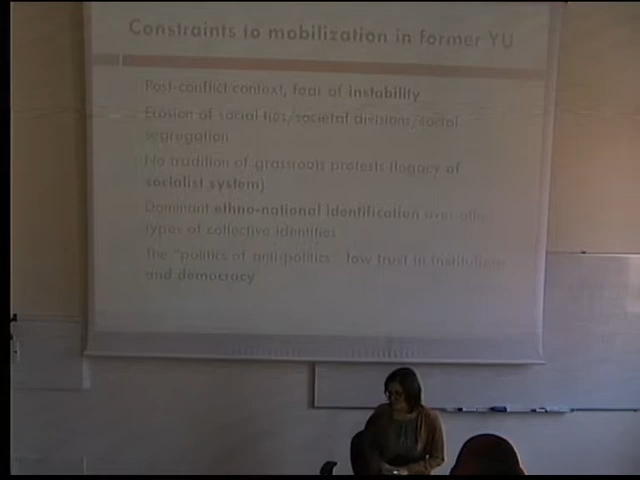 Constraints to mobilization in former YU
Post-conflict context, fear of instability
Erosion of social ties/societal divisions/social
segregation
No tradition of grassroots protests (legacy of
socialist system)
Dominant ethno-national identification over
types of collective identities
The "politics of anti-politics" low trust in institutions
and democracy